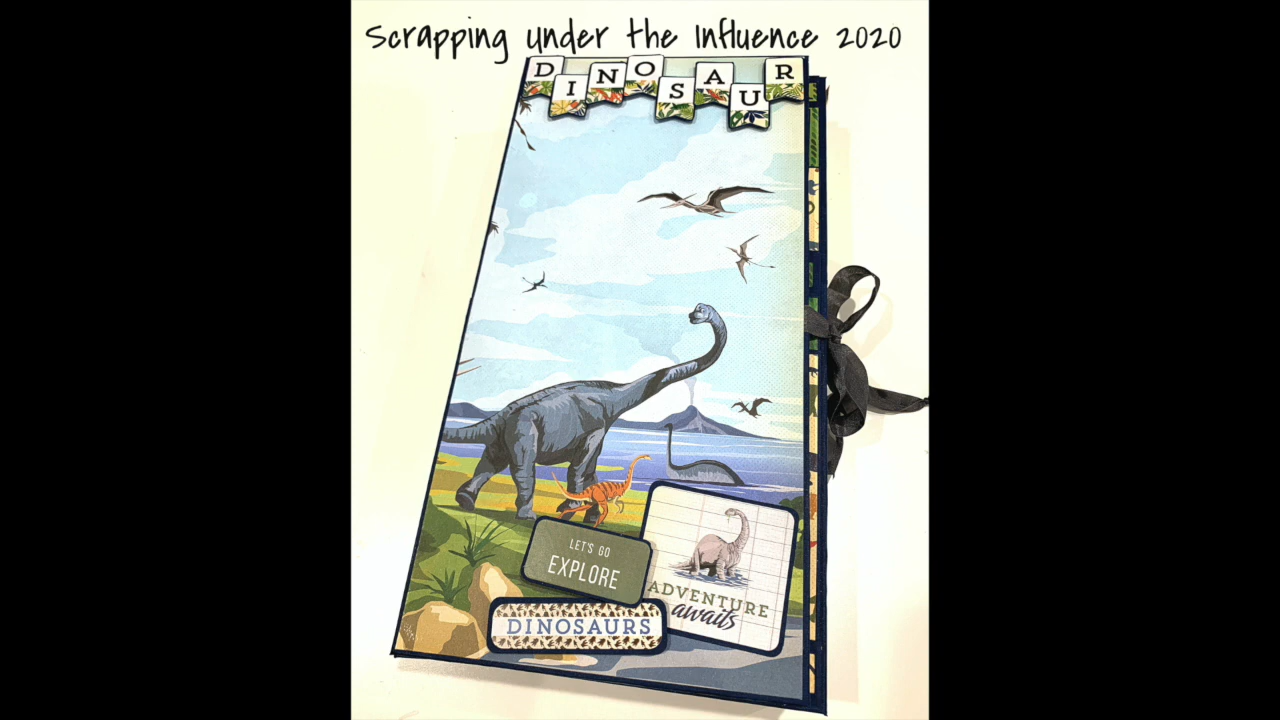 Scrapping under the Influence 2020
DINOSAUR
LET'S GO
EXPLORE
ADVENTURE
awaits
DINOSAURS